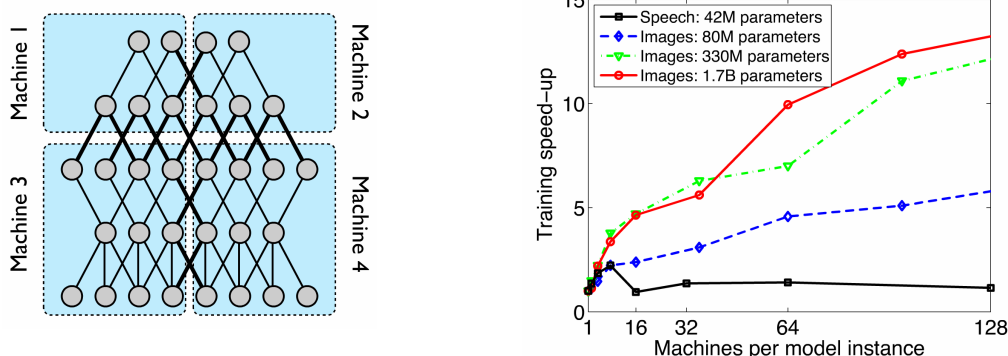 Machine 1
Machine 2
Machine 3
Machine 4
15
10
5
0
Training speed-up
Speech: 42M parameters
Images: 80M parameters
Images: 330M parameters
Images: 1.7B parameters
1 16 32 64 128
Machines per model instance